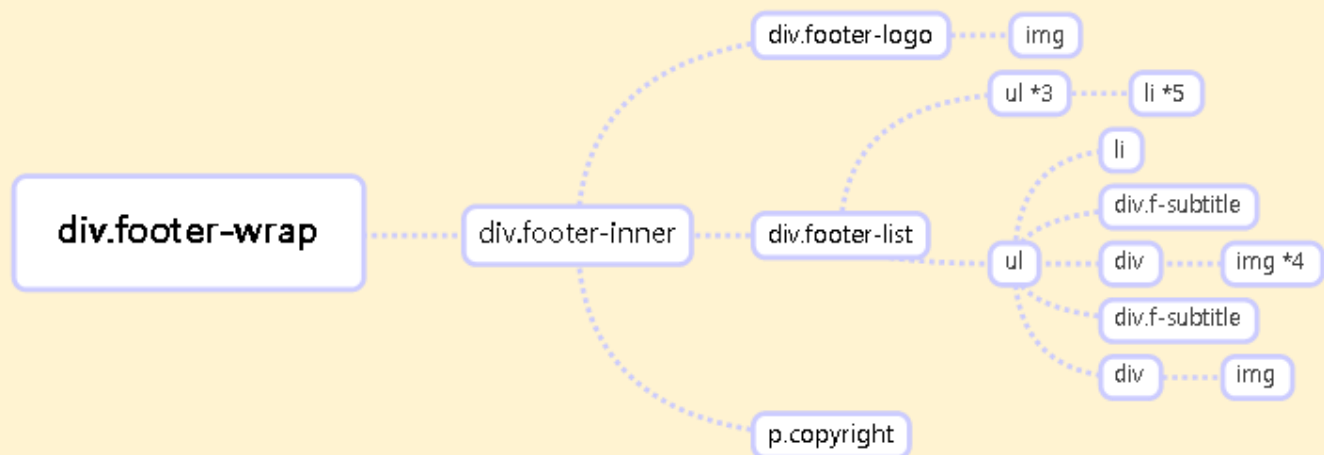 div.footer-wrap
div.footer-inner
div.footer-logo
img
div.footer-list
ul *3
li *5
ul
li
div.f-subtitle
div
img *4
div.f-subtitle
div
img
p.copyright